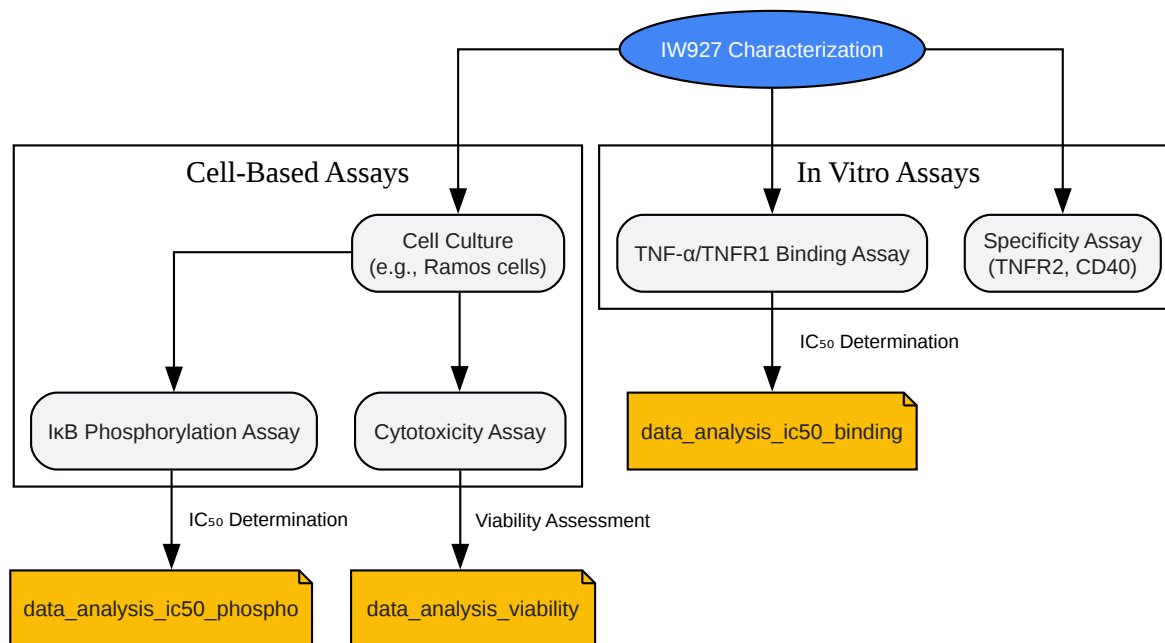 IW927 Characterization
Cell-Based Assays
In Vitro Assays
Cell Culture
(e.g., Ramos cells)
TNF-α/TNFR1 Binding Assay
Specificity Assay
(TNFR2, CD40)
IC₅₀ Determination
IκB Phosphorylation Assay
Cytotoxicity Assay
data_analysis_ic50_binding
IC₅₀ Determination
Viability Assessment
data_analysis_ic50_phospho
data_analysis_viability